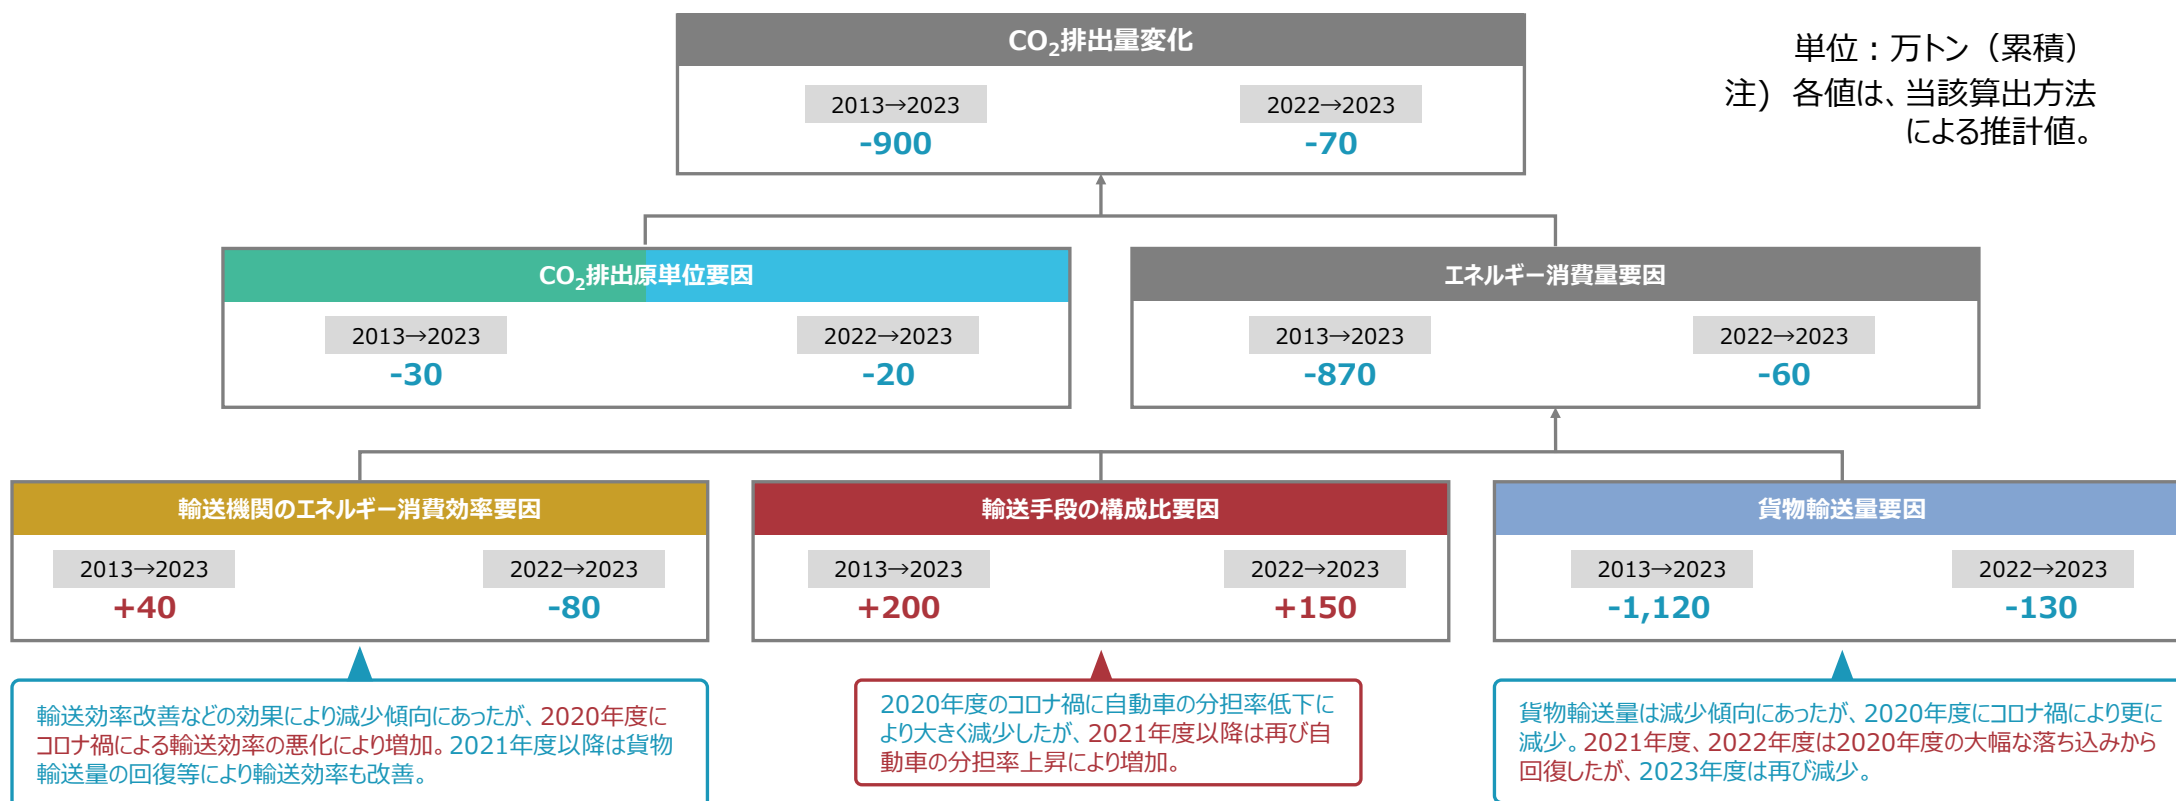 CO₂排出量変化
単位：万トン（累積）
注) 各値は、当該算出方法
による推計値。
2013→2023
2022→2023
-900
-70
CO₂排出原単位要因
エネルギー消費量要因
2013→2023
2022→2023
2013→2023
2022→2023
-30
-20
-870
-60
輸送機関のエネルギー消費効率要因
輸送手段の構成比要因
貨物輸送量要因
2013→2023
2022→2023
2013→2023
2022→2023
2013→2023
2022→2023
+40
-80
+200
+150
-1,120
-130
輸送効率改善などの効果により減少傾向にあったが、2020年度に
コロナ禍による輸送効率の悪化により増加。2021年度以降は貨物
輸送量の回復等により輸送効率も改善。
2020年度のコロナ禍に自動車の分担率低下に
より大きく減少したが、2021年度以降は再び自
動車の分担率上昇により増加。
貨物輸送量は減少傾向にあったが、2020年度にコロナ禍により更に
減少。2021年度、2022年度は2020年度の大幅な落ち込みから
回復したが、2023年度は再び減少。